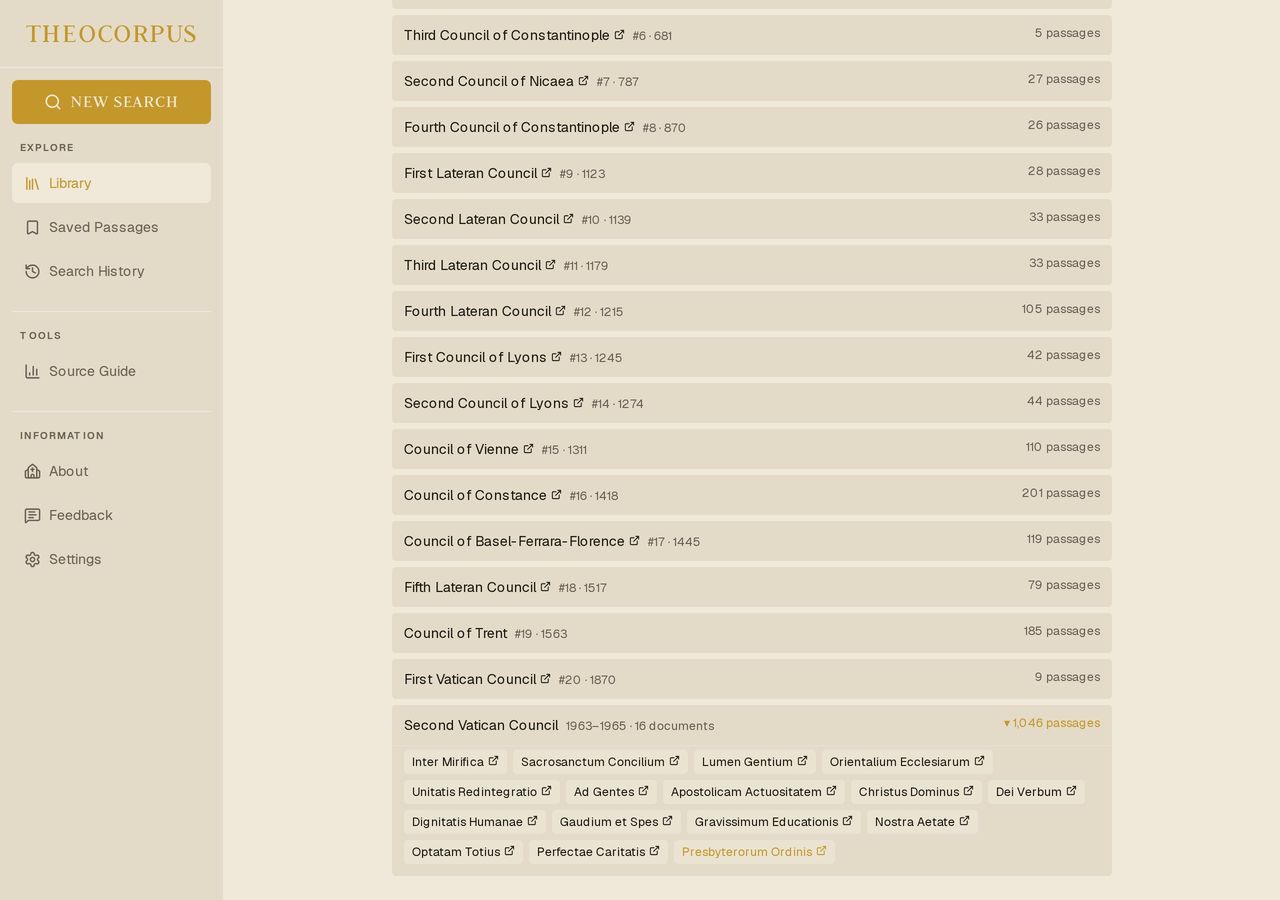 THEOCORPUS
NEW SEARCH
EXPLORE
Library
Saved Passages
Search History
TOOLS
Source Guide
INFORMATION
About
Feedback
Settings
Third Council of Constantinople #6 · 681 5 passages
Second Council of Nicaea #7 · 787 27 passages
Fourth Council of Constantinople #8 · 870 26 passages
First Lateran Council #9 · 1123 28 passages
Second Lateran Council #10 · 1139 33 passages
Third Lateran Council #11 · 1179 33 passages
Fourth Lateran Council #12 · 1215 105 passages
First Council of Lyons #13 · 1245 42 passages
Second Council of Lyons #14 · 1274 44 passages
Council of Vienne #15 · 1311 110 passages
Council of Constance #16 · 1418 201 passages
Council of Basel-Ferrara-Florence #17 · 1445 119 passages
Fifth Lateran Council #18 · 1517 79 passages
Council of Trent #19 · 1563 185 passages
First Vatican Council #20 · 1870 9 passages
Second Vatican Council 1963–1965 · 16 documents ▾ 1,046 passages
Inter Mirifica Sacrosanctum Concilium Lumen Gentium Orientalium Ecclesiarum
Unitatis Redintegratio Ad Gentes Apostolicam Actuositatem Christus Dominus Dei Verbum
Dignitatis Humanae Gaudium et Spes Gravissimum Educationis Nostra Aetate
Optatam Totius Perfectae Caritatis Presbyterorum Ordinis